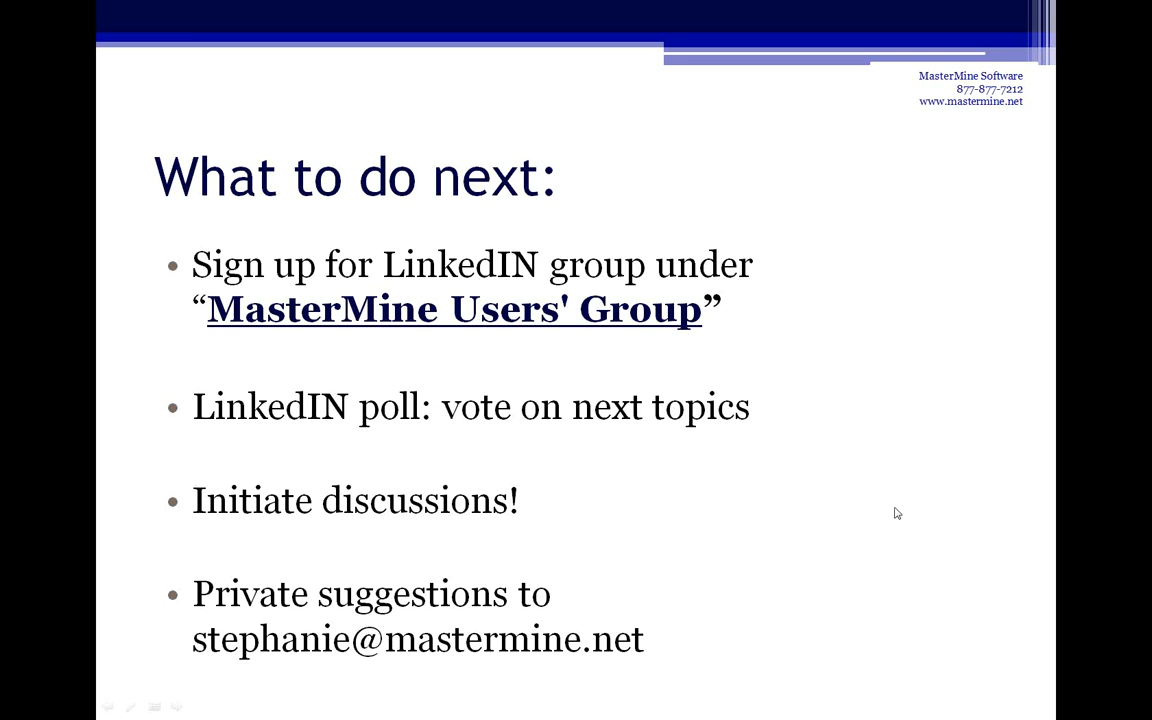 MasterMine Software
877-877-7212
www.mastermine.net
What to do next:
• Sign up for LinkedIN group under
“MasterMine Users' Group”
• LinkedIN poll: vote on next topics
• Initiate discussions!
• Private suggestions to
stephanie@mastermine.net